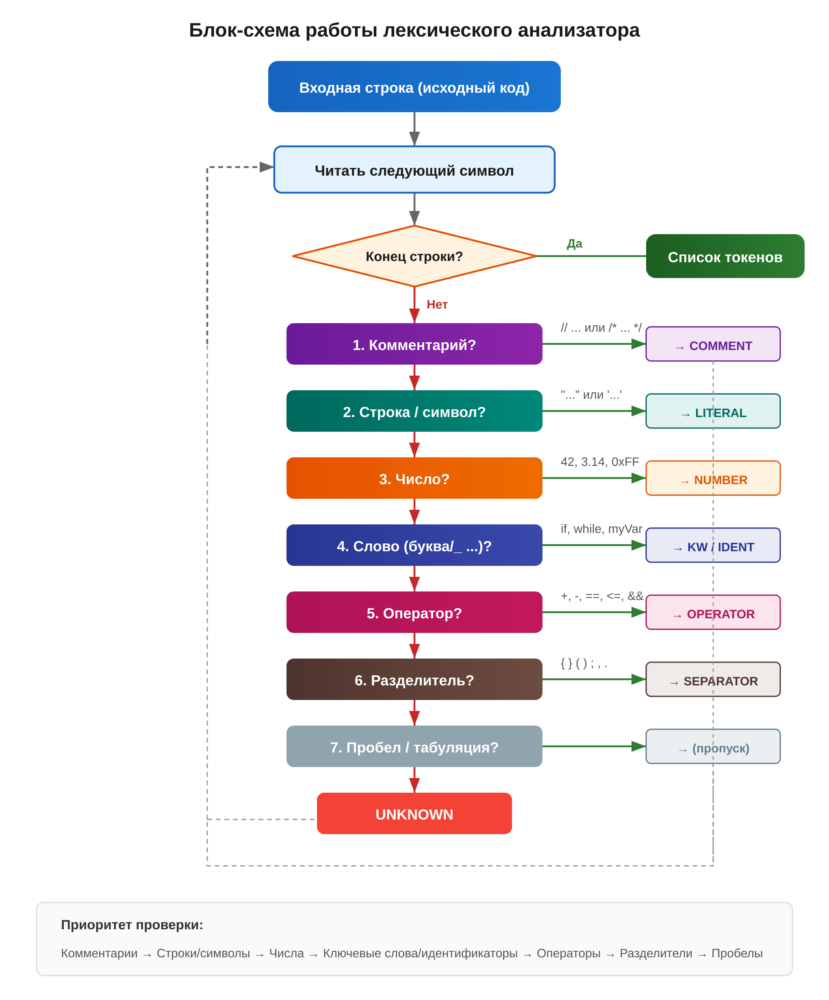 Блок-схема работы лексического анализатора
Входная строка (исходный код)
Читать следующий символ
Конец строки?
Да
Список токенов
Нет
1. Комментарий?
// ... или /* ... */
→ COMMENT
2. Строка / символ?
"..." или '...'
→ LITERAL
3. Число?
42, 3.14, 0xFF
→ NUMBER
4. Слово (буква/_ ...)?
if, while, myVar
→ KW / IDENT
5. Оператор?
+, -, ==, <=, &&
→ OPERATOR
6. Разделитель?
{ } ( ) ; , .
→ SEPARATOR
7. Пробел / табуляция?
→ (пропуск)
UNKNOWN
Приоритет проверки:
Комментарии → Строки/символы → Числа → Ключевые слова/идентификаторы → Операторы → Разделители → Пробелы